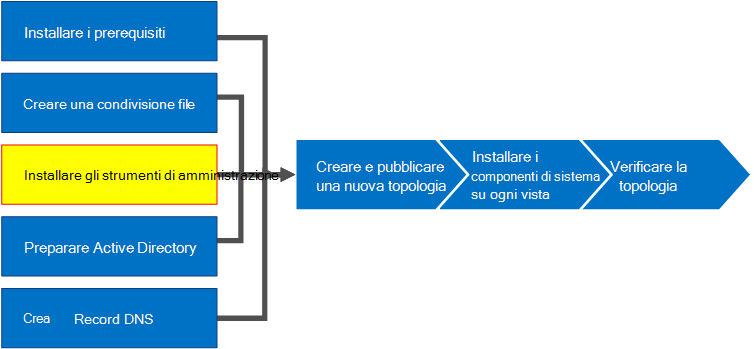 Installare i prerequisiti
Creare una condivisione file
Installare gli strumenti di amministrazione
Preparare Active Directory
Crea Record DNS
Creare e pubblicare
una nuova topologia
Installare i
componenti di sistema
su ogni vista
Verificare la
topologia